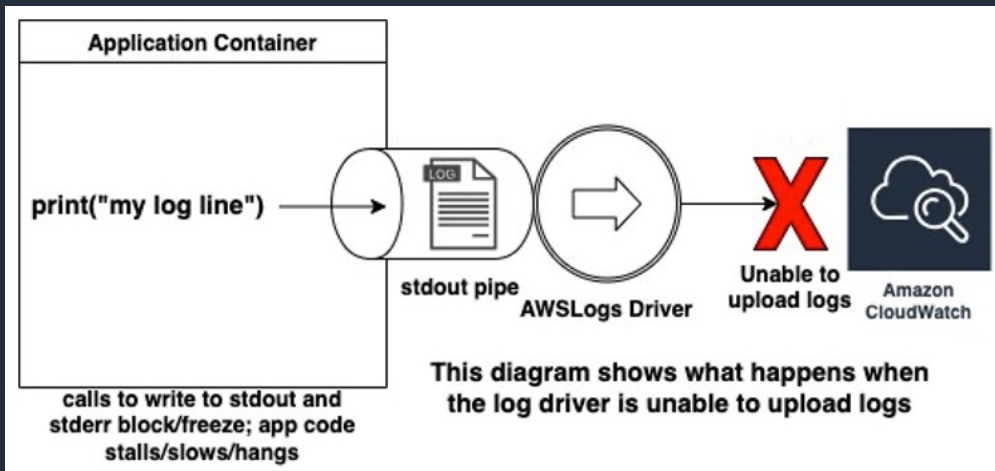 Application Container
print("my log line")
LOG
stdout pipe
AWSLogs Driver
Unable to
upload logs
Amazon
CloudWatch
calls to write to stdout and
stderr block/freeze; app code
stalls/slows/hangs
This diagram shows what happens when
the log driver is unable to upload logs